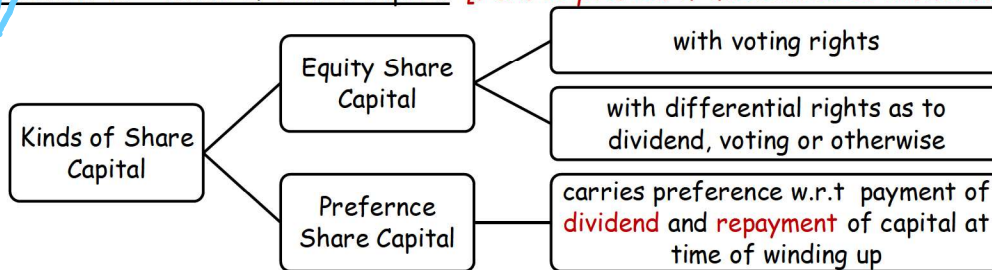 Kinds of Share
Capital
Equity Share
Capital
with voting rights
with differential rights as to
dividend, voting or otherwise
Prefernce
Share Capital
carries preference w.r.t payment of
dividend and repayment of capital at
time of winding up